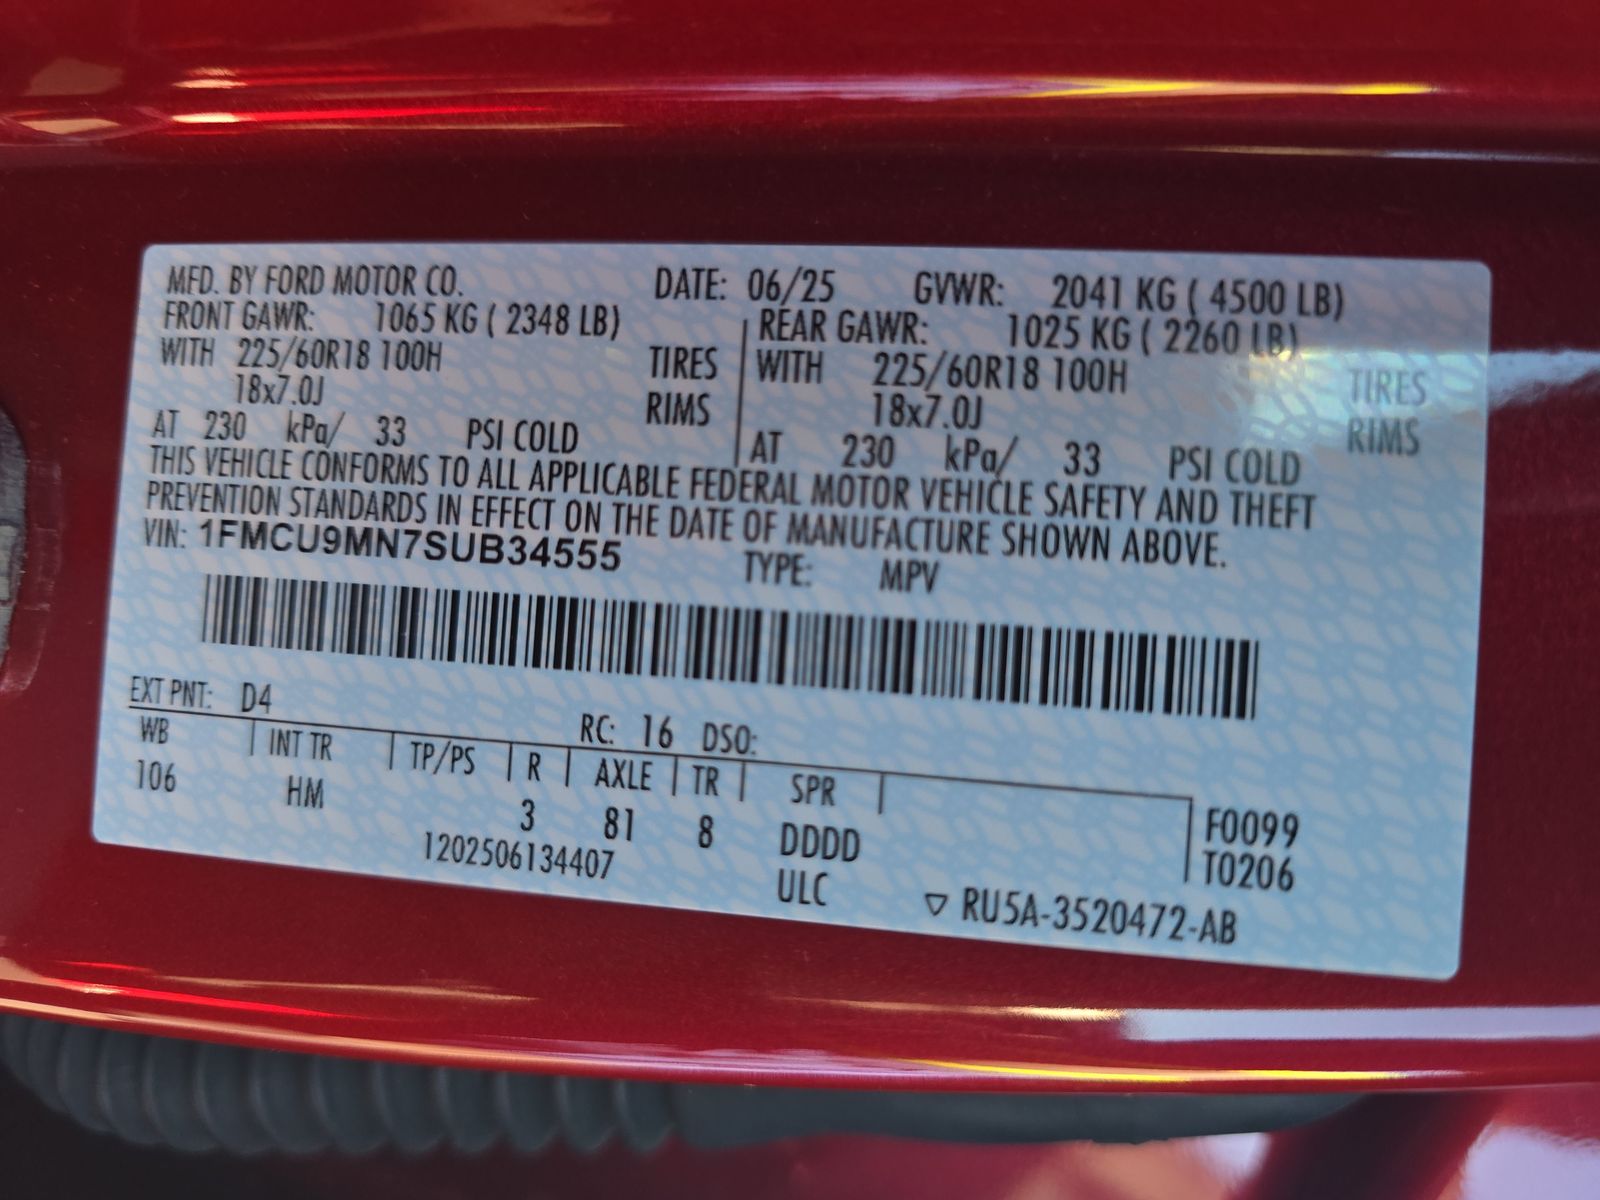 MFD. BY FORD MOTOR CO. DATE: 06/25 GVWR: 2041 KG ( 4500 LB)
FRONT GAWR: 1065 KG ( 2348 LB) REAR GAWR: 1025 KG ( 2260 LB)
WITH 225/60R18 100H TIRES WITH 225/60R18 100H TIRES
18x7.0J RIMS 18x7.0J RIMS
AT 230 kPa/ 33 PSI COLD AT 230 kPa/ 33 PSI COLD
THIS VEHICLE CONFORMS TO ALL APPLICABLE FEDERAL MOTOR VEHICLE SAFETY AND THEFT
PREVENTION STANDARDS IN EFFECT ON THE DATE OF MANUFACTURE SHOWN ABOVE.
VIN: 1FMCU9MN7SUB34555 TYPE: MPV
EXT PNT: D4 RC: 16 DSO:
WB INT TR TP/PS R AXLE TR SPR
106 HM 3 81 8 DDDD F0099
1202506134407 ULC T0206
▽ RU5A-3520472-AB